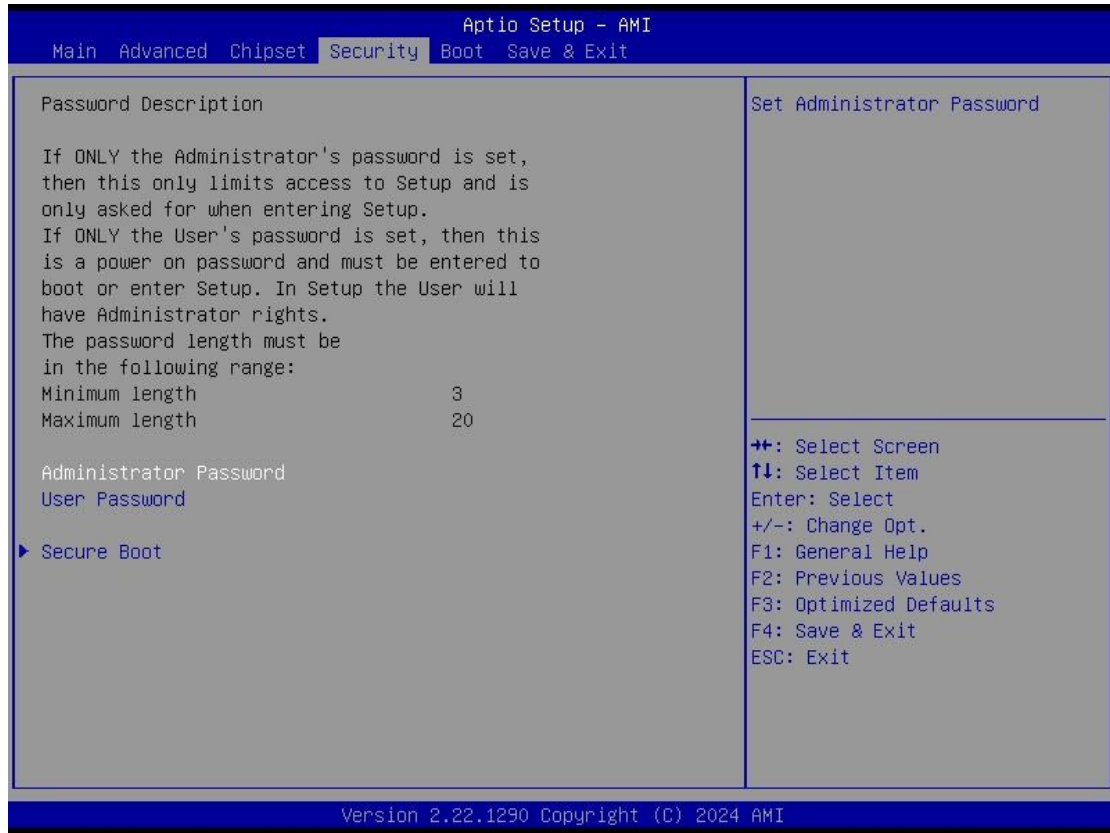 Aptio Setup – AMI
Main Advanced Chipset Security Boot Save & Exit
Password Description
If ONLY the Administrator's password is set,
then this only limits access to Setup and is
only asked for when entering Setup.
If ONLY the User's password is set, then this
is a power on password and must be entered to
boot or enter Setup. In Setup the User will
have Administrator rights.
The password length must be
in the following range:
Minimum length 3
Maximum length 20
Administrator Password
User Password
Secure Boot
Set Administrator Password
→←: Select Screen
↑↓: Select Item
Enter: Select
+/-: Change Opt.
F1: General Help
F2: Previous Values
F3: Optimized Defaults
F4: Save & Exit
ESC: Exit
Version 2.22.1290 Copyright (C) 2024 AMI